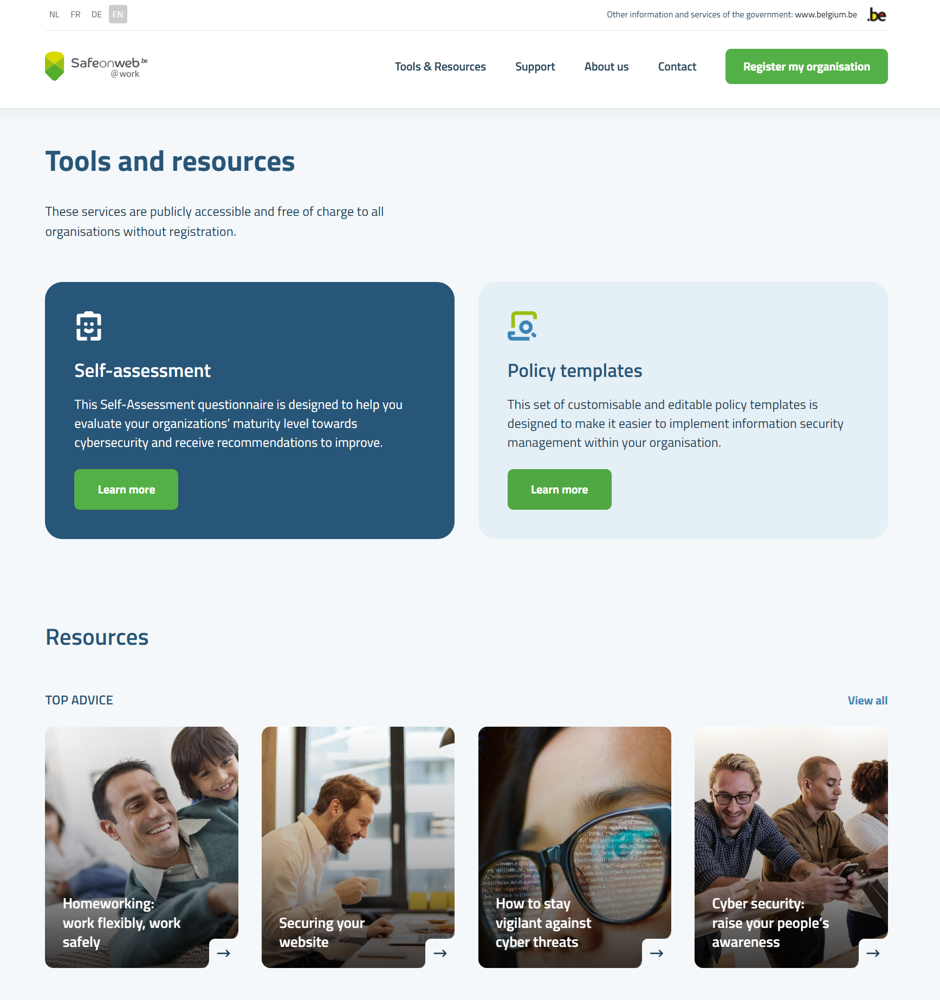 NL FR DE EN
Other information and services of the government: www.belgium.be
.be
Safeonweb.be
@work
Tools & Resources
Support
About us
Contact
Register my organisation
Tools and resources
These services are publicly accessible and free of charge to all
organisations without registration.
Self-assessment
This Self-Assessment questionnaire is designed to help you
evaluate your organizations’ maturity level towards
cybersecurity and receive recommendations to improve.
Learn more
Policy templates
This set of customisable and editable policy templates is
designed to make it easier to implement information security
management within your organisation.
Learn more
Resources
TOP ADVICE
View all
Homeworking:
work flexibly, work
safely
Securing your
website
How to stay
vigilant against
cyber threats
Cyber security:
raise your people’s
awareness